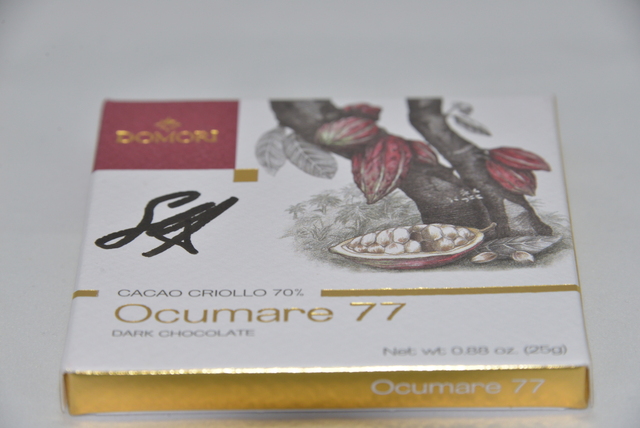 DOMORI
CACAO CRIOLLO 70%
Ocumare 77
DARK CHOCOLATE
Net wt 0.88 oz. (25g)
Ocumare 77